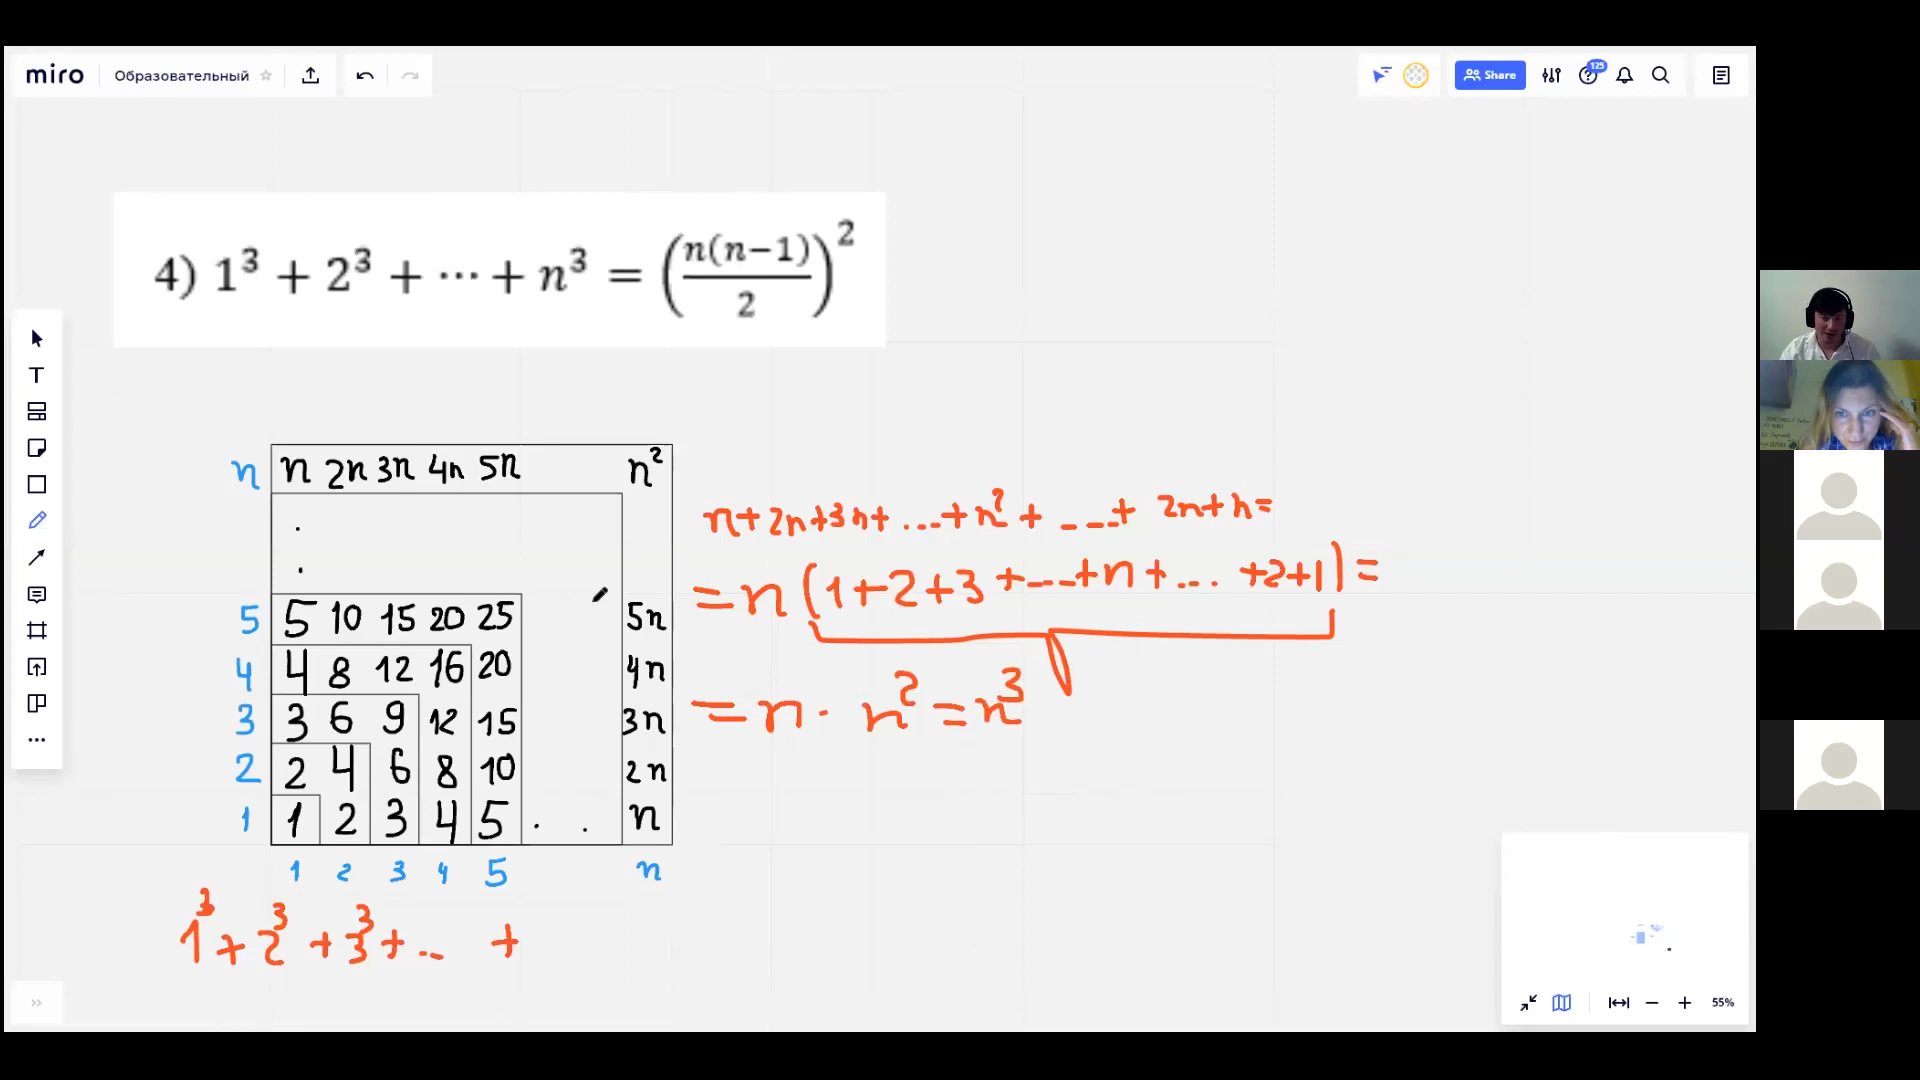 miro Образовательный Share 125
4) 1³ + 2³ + ⋯ + n³ = (n(n−1)/2)²
n n 2n 3n 4n 5n n²
.
.
5 5 10 15 20 25 5n
4 4 8 12 16 20 4n
3 3 6 9 12 15 3n
2 2 4 6 8 10 2n
1 1 2 3 4 5 . . n
1 2 3 4 5 n
1³ + 2³ + 3³ + ... +
n + 2n + 3n + ... + n² + ... + 2n + n =
= n (1 + 2 + 3 + ... + n + ... + 2 + 1) =
= n · n² = n³
55%